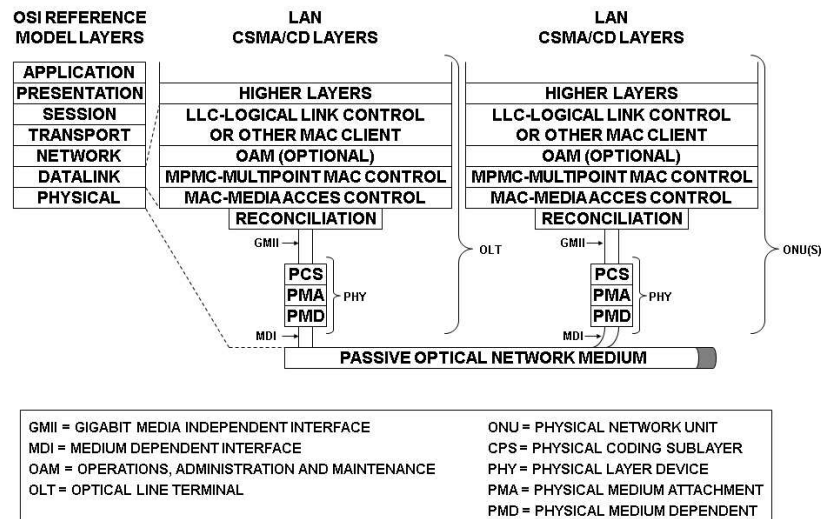 OSI REFERENCE
MODEL LAYERS
LAN
CSMA/CD LAYERS
LAN
CSMA/CD LAYERS
APPLICATION
PRESENTATION
SESSION
TRANSPORT
NETWORK
DATALINK
PHYSICAL
HIGHER LAYERS
LLC-LOGICAL LINK CONTROL
OR OTHER MAC CLIENT
OAM (OPTIONAL)
MPMC-MULTIPOINT MAC CONTROL
MAC-MEDIA ACCES CONTROL
RECONCILIATION
GMII
PCS
PMA
PMD
PHY
MDI
OLT
HIGHER LAYERS
LLC-LOGICAL LINK CONTROL
OR OTHER MAC CLIENT
OAM (OPTIONAL)
MPMC-MULTIPOINT MAC CONTROL
MAC-MEDIA ACCES CONTROL
RECONCILIATION
GMII
PCS
PMA
PMD
PHY
MDI
ONU(S)
PASSIVE OPTICAL NETWORK MEDIUM
GMII = GIGABIT MEDIA INDEPENDENT INTERFACE
MDI = MEDIUM DEPENDENT INTERFACE
OAM = OPERATIONS, ADMINISTRATION AND MAINTENANCE
OLT = OPTICAL LINE TERMINAL
ONU = PHYSICAL NETWORK UNIT
CPS = PHYSICAL CODING SUBLAYER
PHY = PHYSICAL LAYER DEVICE
PMA = PHYSICAL MEDIUM ATTACHMENT
PMD = PHYSICAL MEDIUM DEPENDENT